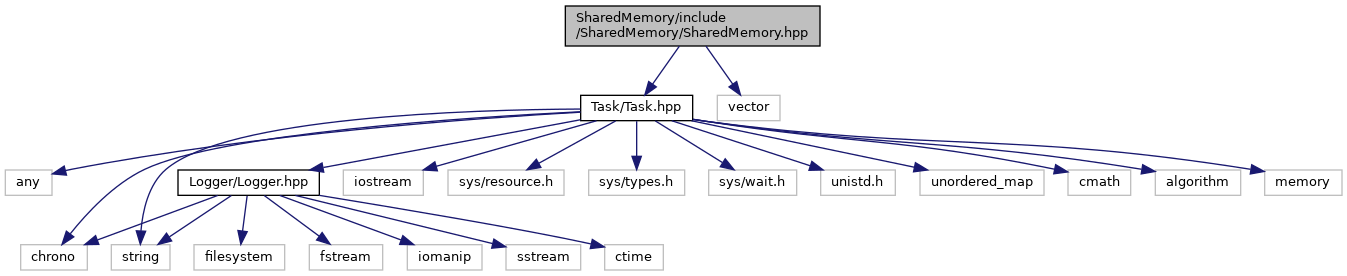 SharedMemory/include
/SharedMemory/SharedMemory.hpp
Task/Task.hpp
vector
any
Logger/Logger.hpp
iostream
sys/resource.h
sys/types.h
sys/wait.h
unistd.h
unordered_map
cmath
algorithm
memory
chrono
string
filesystem
fstream
iomanip
sstream
ctime